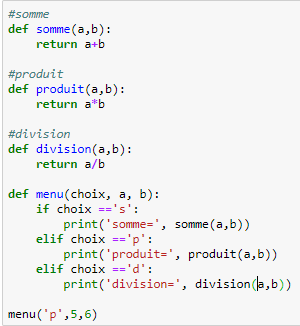 #somme
def somme(a,b):
    return a+b

#produit
def produit(a,b):
    return a*b

#division
def division(a,b):
    return a/b

def menu(choix, a, b):
    if choix =='s':
        print('somme=', somme(a,b))
    elif choix =='p':
        print('produit=', produit(a,b))
    elif choix =='d':
        print('division=', division(a,b))

menu('p',5,6)